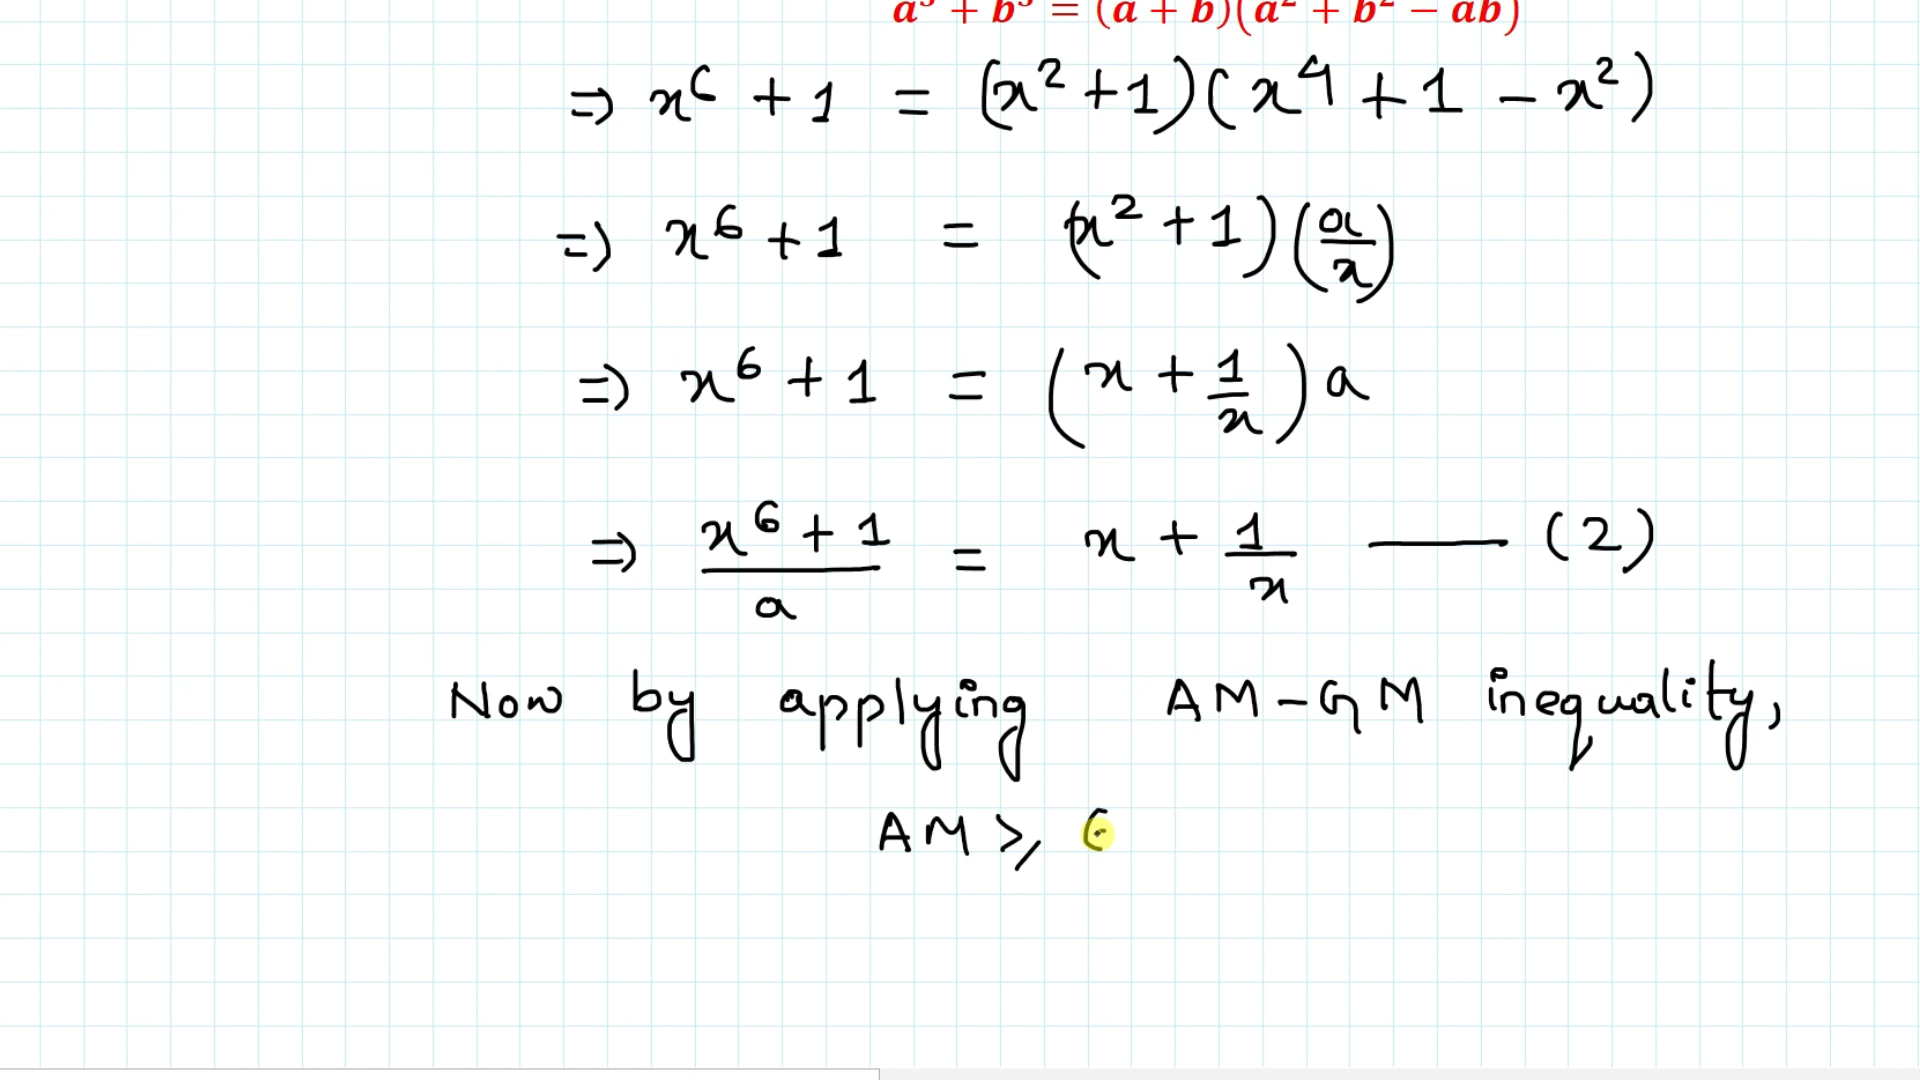 a³ + b³ = (a + b)(a² + b² − ab)
⇒ x⁶ + 1 = (x² + 1)(x⁴ + 1 − x²)
⇒ x⁶ + 1 = (x² + 1)(a/x)
⇒ x⁶ + 1 = (x + 1/x) a
⇒ (x⁶ + 1)/a = x + 1/x —— (2)
Now by applying AM-GM inequality,
AM ⩾ G